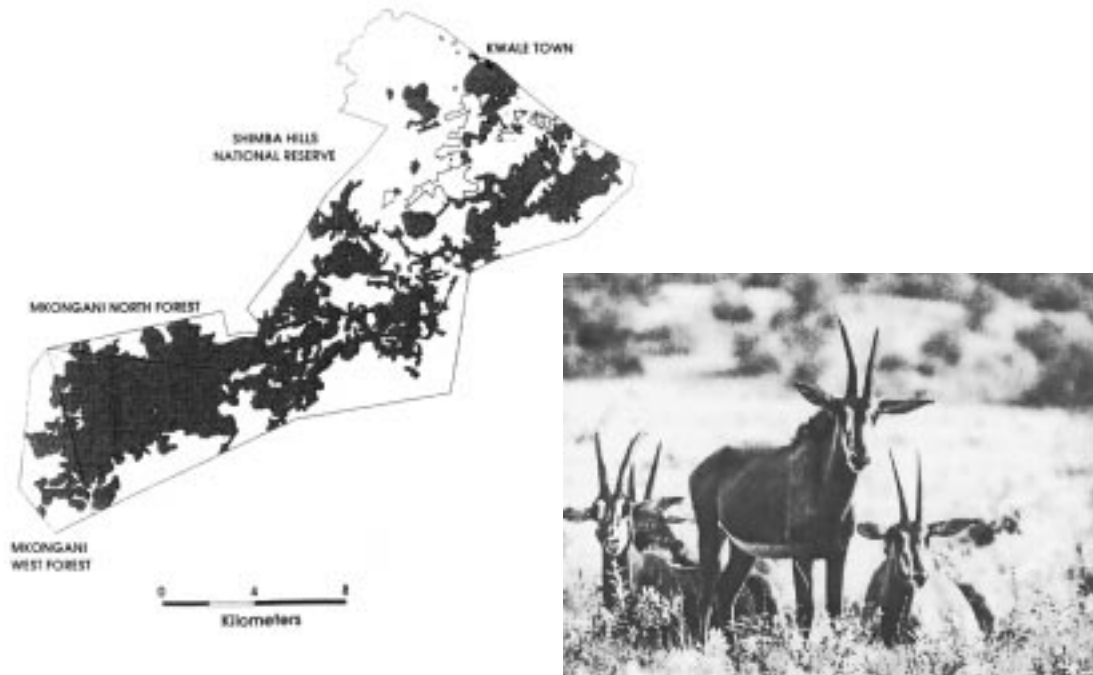 KWALE TOWN
SHIMBA HILLS
NATIONAL RESERVE
MKONGANI NORTH FOREST
MKONGANI
WEST FOREST
0 4 8
Kilometers